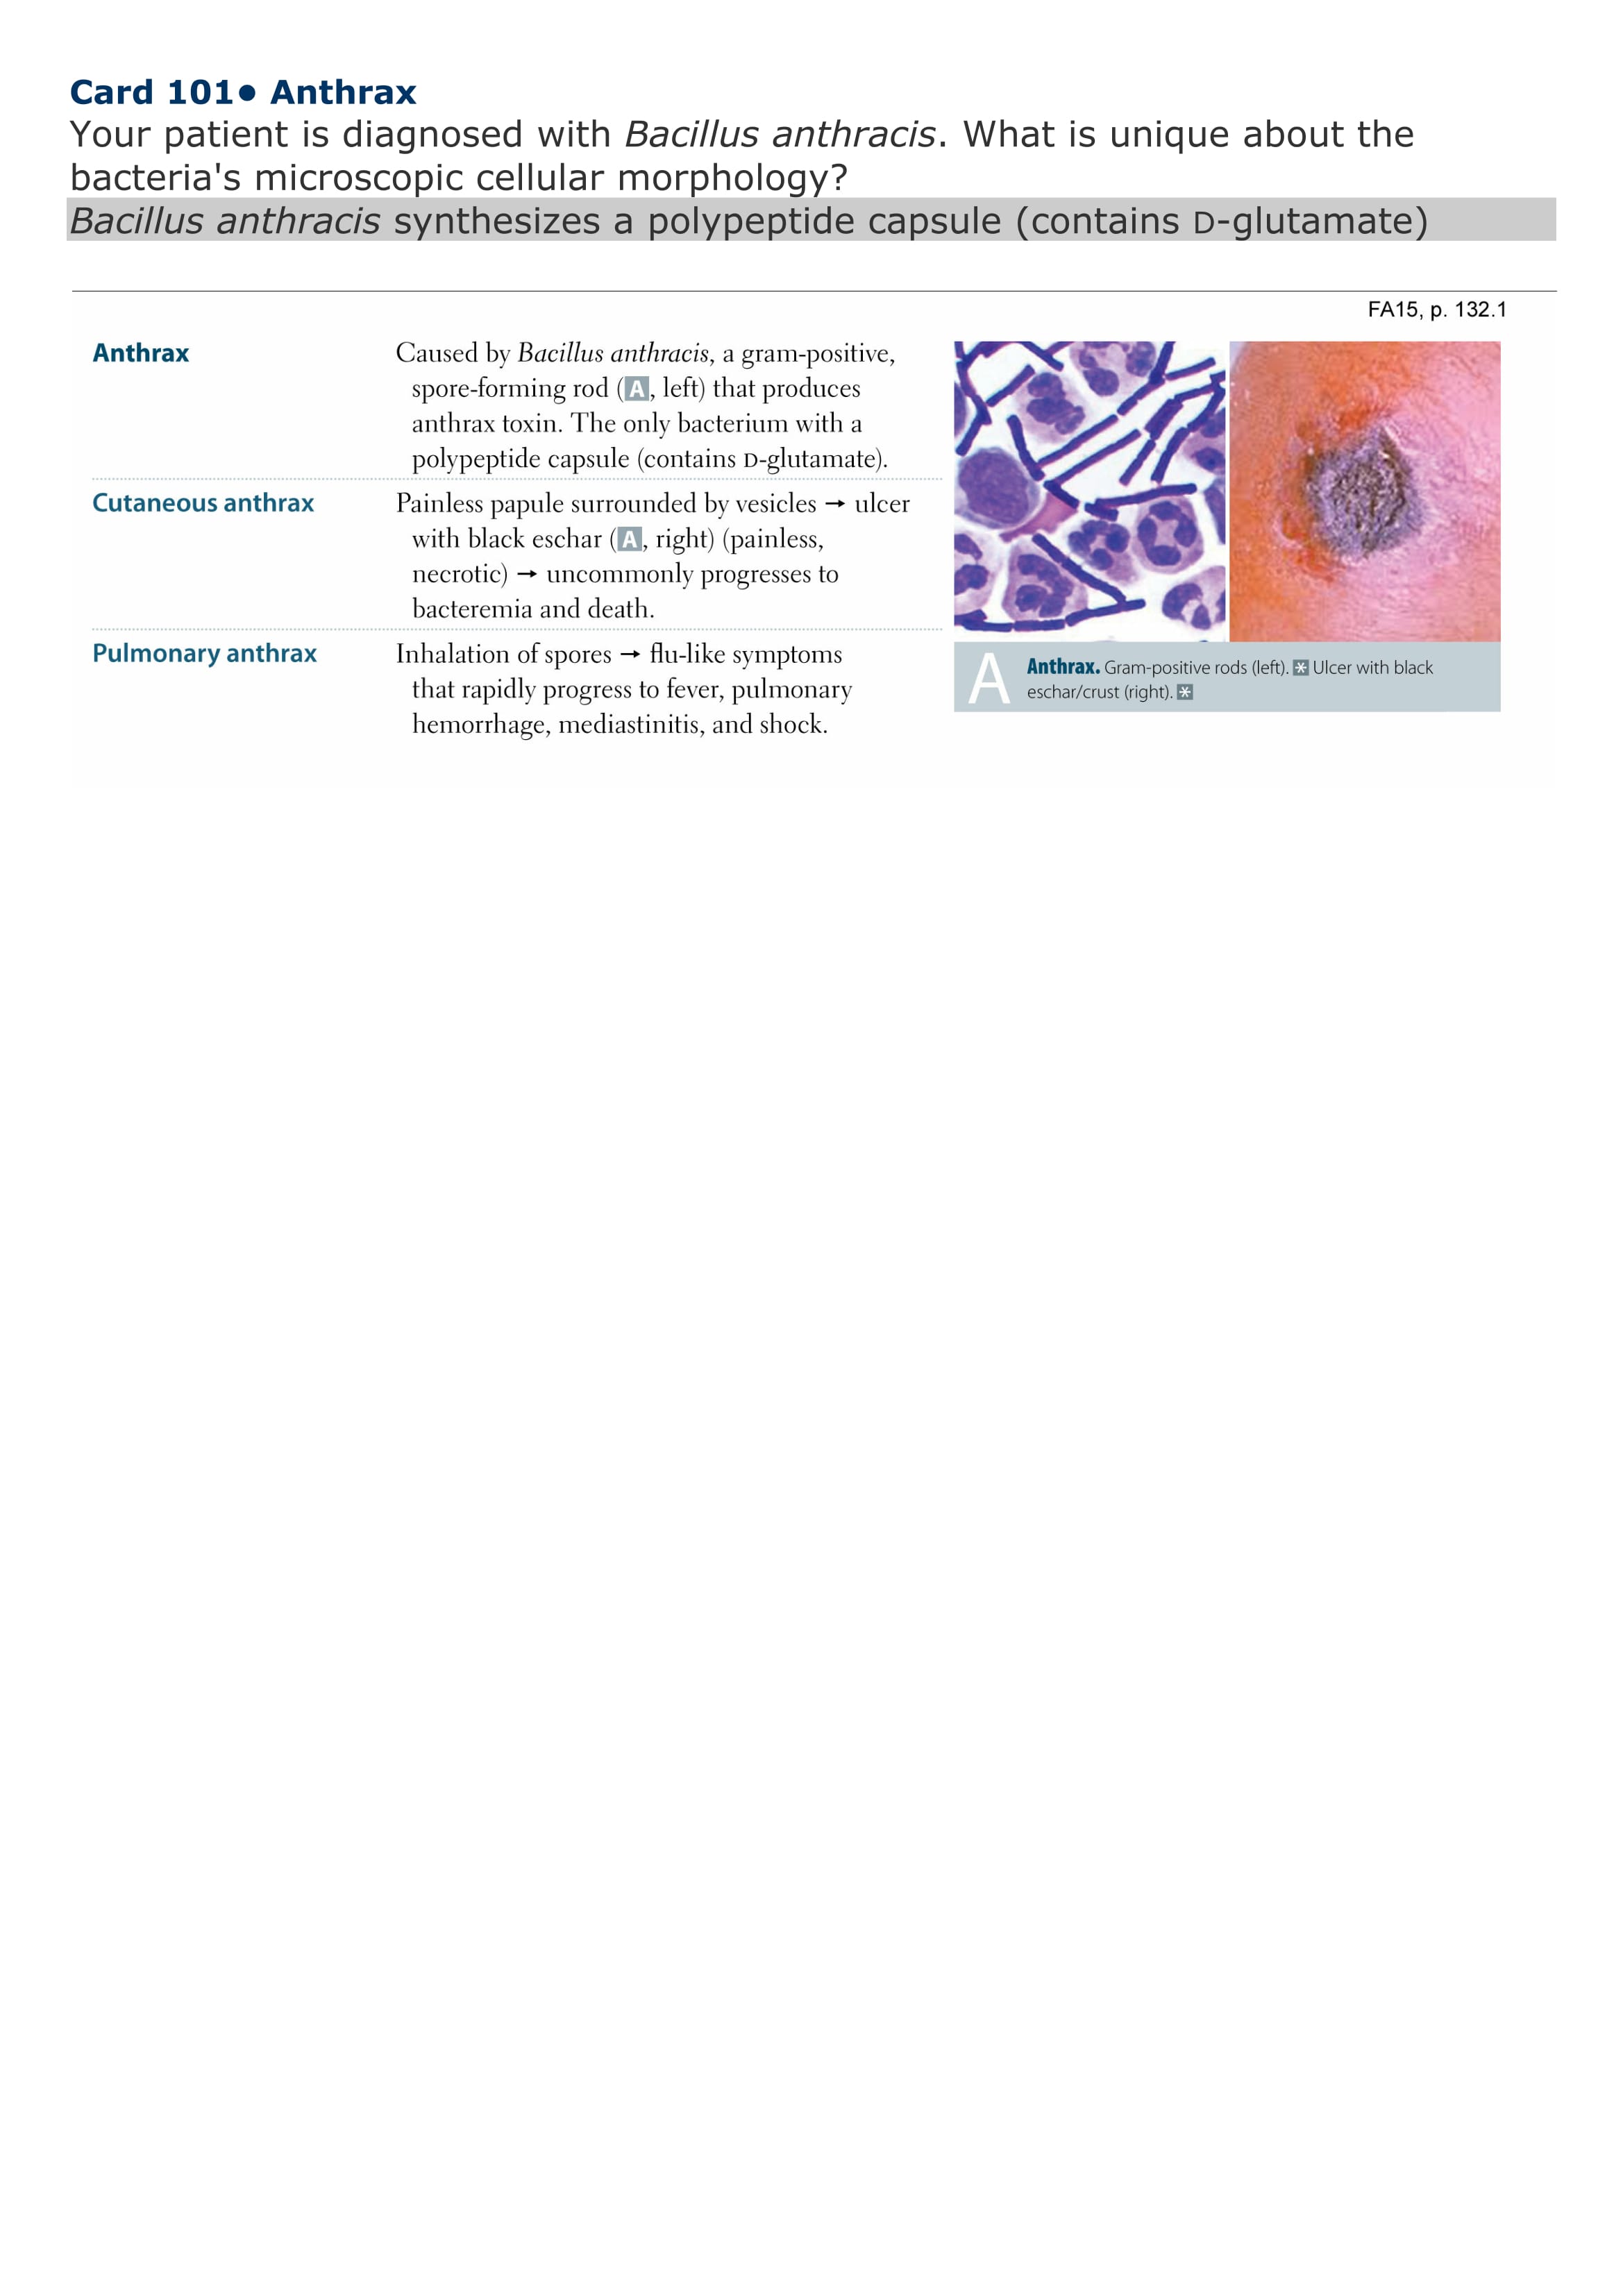 Card 101● Anthrax
Your patient is diagnosed with Bacillus anthracis. What is unique about the
bacteria's microscopic cellular morphology?
Bacillus anthracis synthesizes a polypeptide capsule (contains D-glutamate)
FA15, p. 132.1
Anthrax
Caused by Bacillus anthracis, a gram-positive,
spore-forming rod (A, left) that produces
anthrax toxin. The only bacterium with a
polypeptide capsule (contains D-glutamate).
Cutaneous anthrax
Painless papule surrounded by vesicles → ulcer
with black eschar (A, right) (painless,
necrotic) → uncommonly progresses to
bacteremia and death.
Pulmonary anthrax
Inhalation of spores → flu-like symptoms
that rapidly progress to fever, pulmonary
hemorrhage, mediastinitis, and shock.
A
Anthrax. Gram-positive rods (left). * Ulcer with black
eschar/crust (right). *